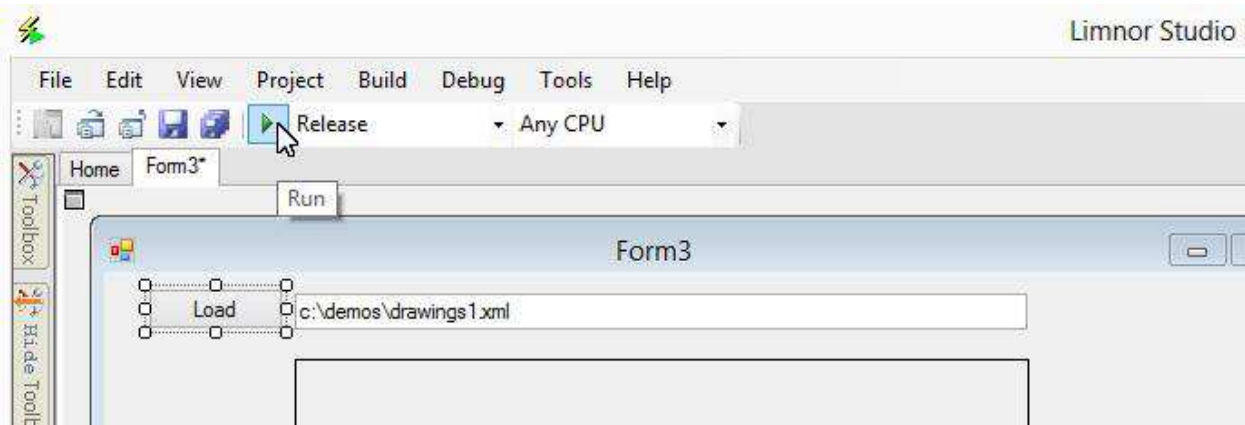 Limnor Studio
File Edit View Project Build Debug Tools Help
Release Any CPU
Home Form3*
Run
Toolbox
Form3
Load c:\demos\drawings1.xml
Hide Toolb